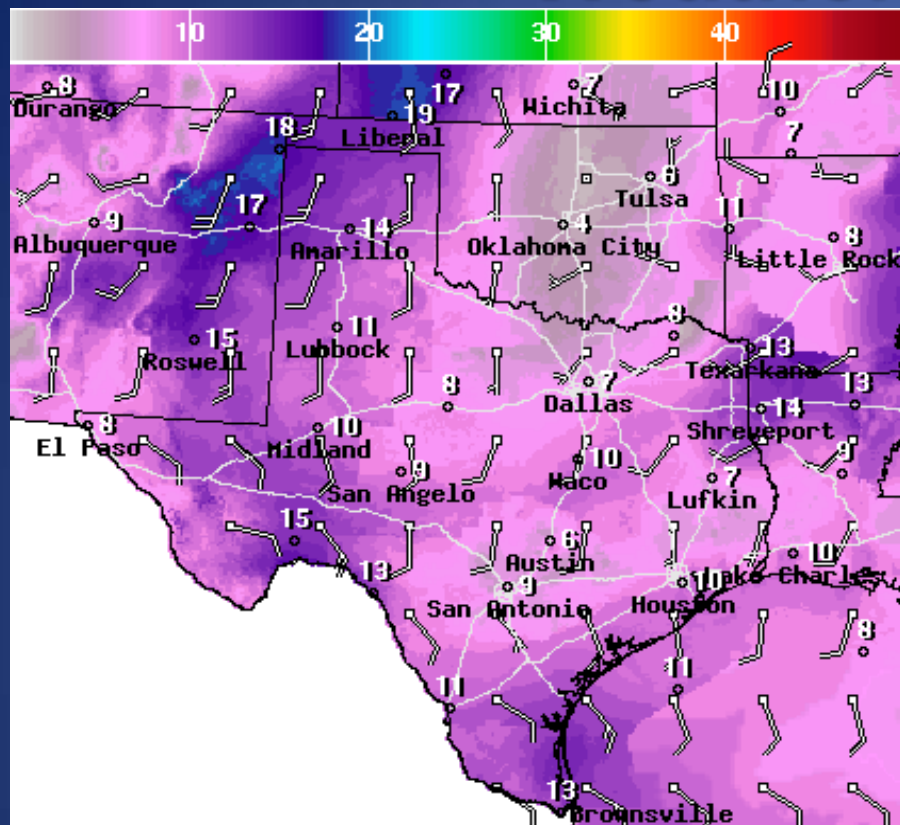 10 20 30 40
8 17 7 10
Durango Wichita
19
Liberal
18 7
6
Tulsa
17 9 14 4 11 8
Albuquerque Amarillo Oklahoma City Little Rock
15 11 9 13
Roswell Lubbock Texarkana
8 7 13
Dallas
14
8 10 Shreveport
El Paso Midland
9 10 9
San Angelo Waco 7
Lufkin
15 6 10
Austin
13 9 10 Lake Charles
San Antonio Houston
8
11 11
13
Brownsville